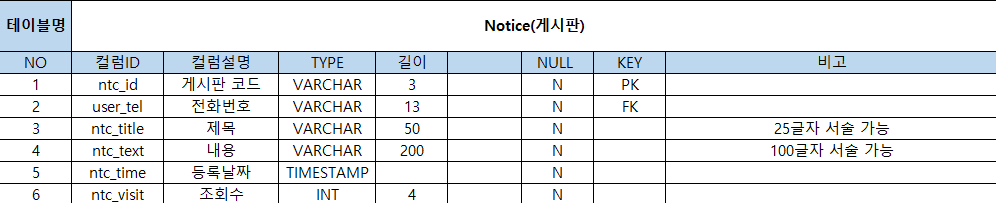 테이블명 Notice(게시판)
NO 컬럼ID 컬럼설명 TYPE 길이 NULL KEY 비고
1 ntc_id 게시판 코드 VARCHAR 3 N PK
2 user_tel 전화번호 VARCHAR 13 N FK
3 ntc_title 제목 VARCHAR 50 N 25글자 서술 가능
4 ntc_text 내용 VARCHAR 200 N 100글자 서술 가능
5 ntc_time 등록날짜 TIMESTAMP N
6 ntc_visit 조회수 INT 4 N